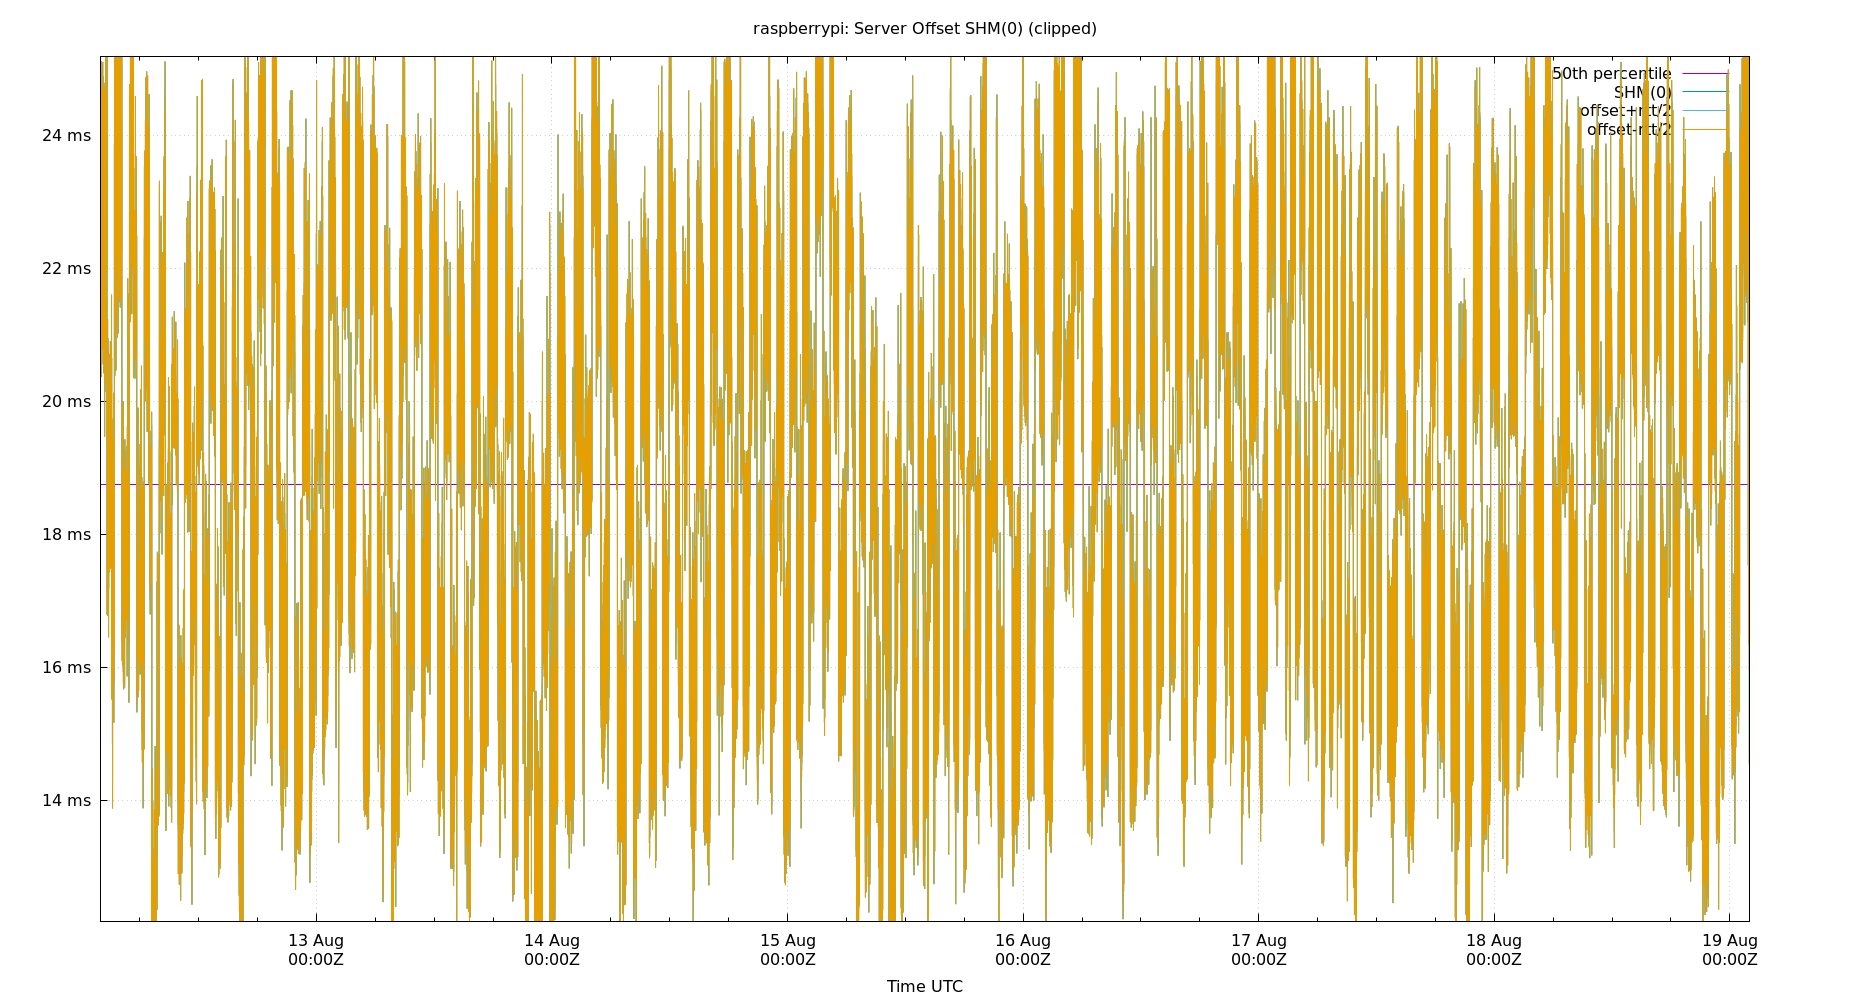 raspberrypi: Server Offset SHM(0) (clipped)
50th percentile
SHM(0)
offset+rtt/2
offset-rtt/2
24 ms
22 ms
20 ms
18 ms
16 ms
14 ms
13 Aug 14 Aug 15 Aug 16 Aug 17 Aug 18 Aug 19 Aug
00:00Z 00:00Z 00:00Z 00:00Z 00:00Z 00:00Z 00:00Z
Time UTC